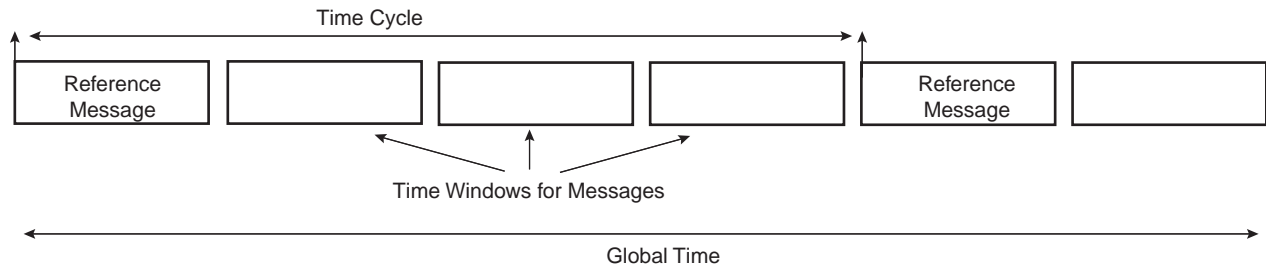 Time Cycle
Reference
Message
Reference
Message
Time Windows for Messages
Global Time